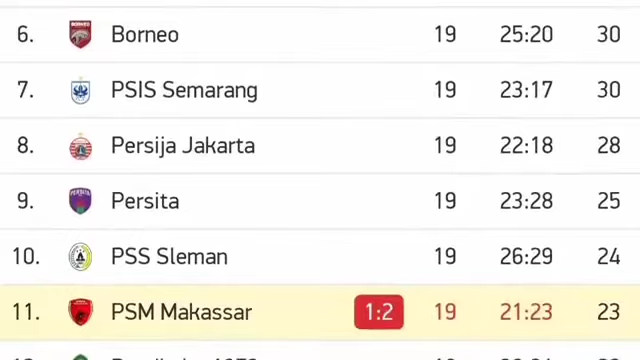 6. Borneo 19 25:20 30
7. PSIS Semarang 19 23:17 30
8. Persija Jakarta 19 22:18 28
9. Persita 19 23:28 25
10. PSS Sleman 19 26:29 24
11. PSM Makassar 1:2 19 21:23 23